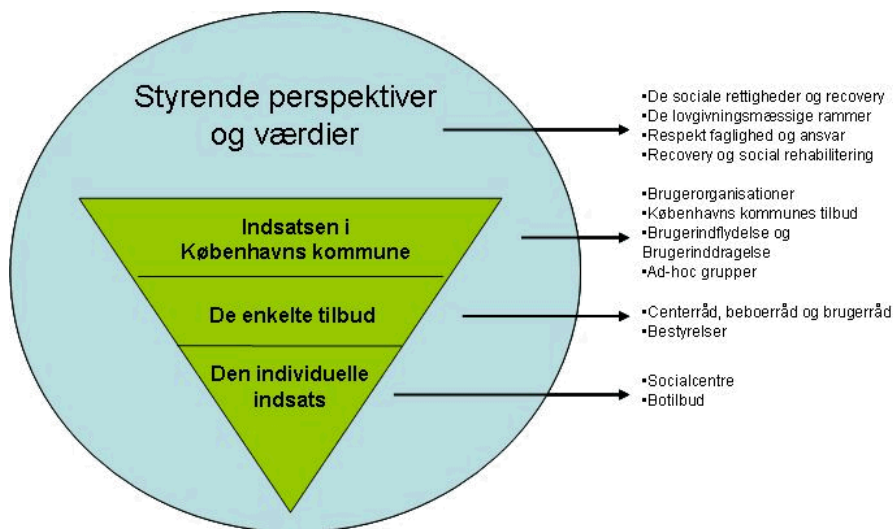 Styrende perspektiver
og værdier
▪De sociale rettigheder og recovery
▪De lovgivningsmæssige rammer
▪Respekt faglighed og ansvar
▪Recovery og social rehabilitering
Indsatsen i
Københavns kommune
▪Brugerorganisationer
▪Københavns kommunes tilbud
▪Brugerindflydelse og
Brugerinddragelse
▪Ad-hoc grupper
De enkelte tilbud
▪Centerråd, beboerråd og brugerråd
▪Bestyrelser
Den individuelle
indsats
▪Socialcentre
▪Botilbud